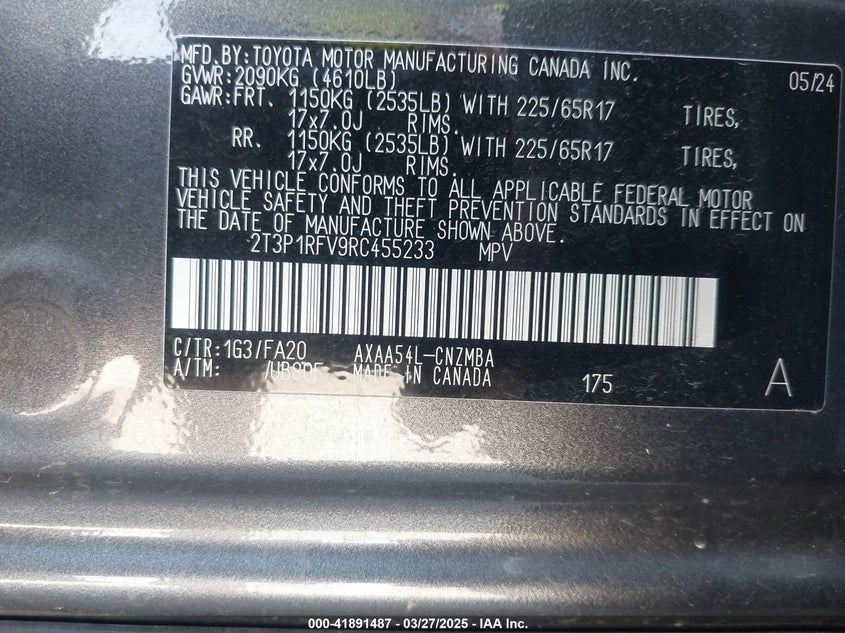 MFD.BY:TOYOTA MOTOR MANUFACTURING CANADA INC.
GVWR:2090KG (4610LB) 05/24
GAWR:FRT. 1150KG (2535LB) WITH 225/65R17 TIRES,
17x7.0J RIMS.
RR. 1150KG (2535LB) WITH 225/65R17 TIRES,
17x7.0J RIMS.
THIS VEHICLE CONFORMS TO ALL APPLICABLE FEDERAL MOTOR
VEHICLE SAFETY AND THEFT PREVENTION STANDARDS IN EFFECT ON
THE DATE OF MANUFACTURE SHOWN ABOVE.
2T3P1RFV9RC455233 MPV
C/TR:1G3/FA20 AXAA54L-CNZMBA
A/TM: /UB80F MADE IN CANADA 175 A
000-41891487 - 03/27/2025 - IAA Inc.